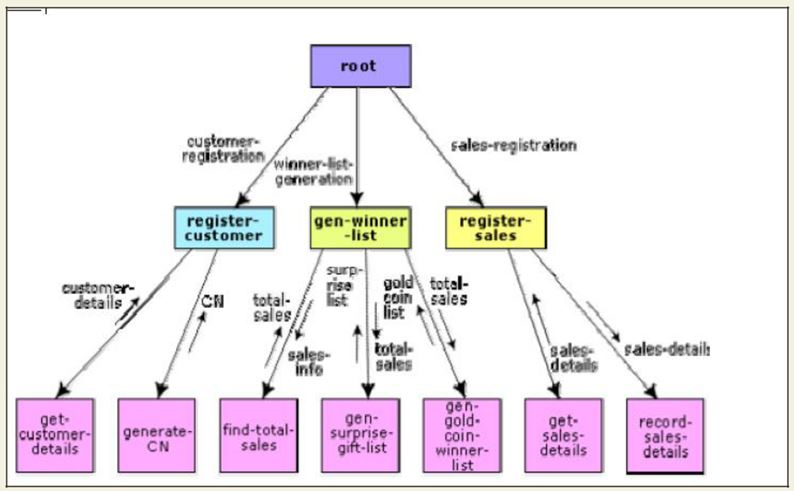 root
customer-
registration
winner-list-
generation
sales-registration
register-
customer
gen-winner
-list
register-
sales
customer-
details
CN
total-
sales
sales-
info
surp-
rise
list
total-
sales
gold
coin
list
total-
sales
sales-
details
sales-detail
get-
customer-
details
generate-
CN
find-total-
sales
gen-
surprise-
gift-list
gen-
gold-
coin-
winner-
list
get-
sales-
details
record-
sales-
details